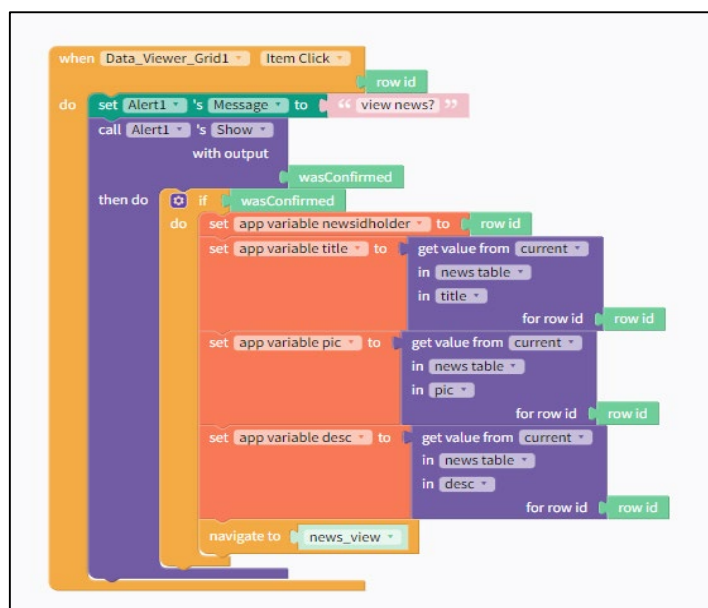 when Data_Viewer_Grid1 Item Click
row id
do set Alert1 's Message to “ view news? ”
call Alert1 's Show
with output
wasConfirmed
then do if wasConfirmed
do set app variable newsidholder to row id
set app variable title to get value from current
in news table
in title
for row id row id
set app variable pic to get value from current
in news table
in pic
for row id row id
set app variable desc to get value from current
in news table
in desc
for row id row id
navigate to news_view